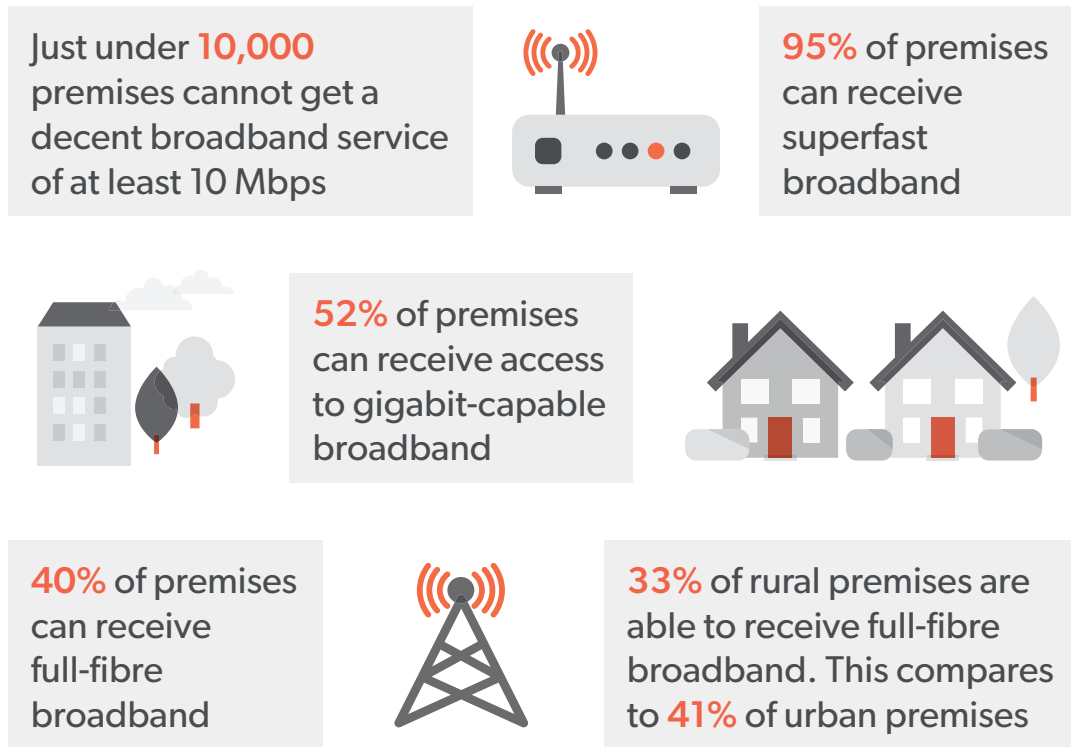 Just under 10,000
premises cannot get a
decent broadband service
of at least 10 Mbps
95% of premises
can receive
superfast
broadband
52% of premises
can receive access
to gigabit-capable
broadband
40% of premises
can receive
full-fibre
broadband
33% of rural premises are
able to receive full-fibre
broadband. This compares
to 41% of urban premises